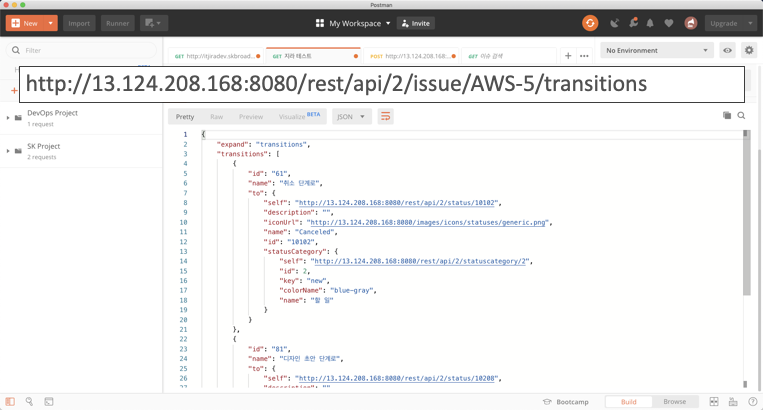 Postman
New
Import
Runner
My Workspace
Invite
Upgrade
Filter
GET http://itjiradev.skbroad...
GET 지라 테스트
POST http://13.124.208.168:...
GET 이슈 검색
No Environment
http://13.124.208.168:8080/rest/api/2/issue/AWS-5/transitions
DevOps Project
1 request
SK Project
2 requests
Pretty Raw Preview Visualize BETA JSON
1 {
2 "expand": "transitions",
3 "transitions": [
4 {
5 "id": "61",
6 "name": "취소 단계로",
7 "to": {
8 "self": "http://13.124.208.168:8080/rest/api/2/status/10102",
9 "description": "",
10 "iconUrl": "http://13.124.208.168:8080/images/icons/statuses/generic.png",
11 "name": "Canceled",
12 "id": "10102",
13 "statusCategory": {
14 "self": "http://13.124.208.168:8080/rest/api/2/statuscategory/2",
15 "id": 2,
16 "key": "new",
17 "colorName": "blue-gray",
18 "name": "할 일"
19 }
20 }
21 },
22 {
23 "id": "81",
24 "name": "디자인 초안 단계로",
25 "to": {
26 "self": "http://13.124.208.168:8080/rest/api/2/status/10208",
27 "description": ""
Bootcamp
Build
Browse